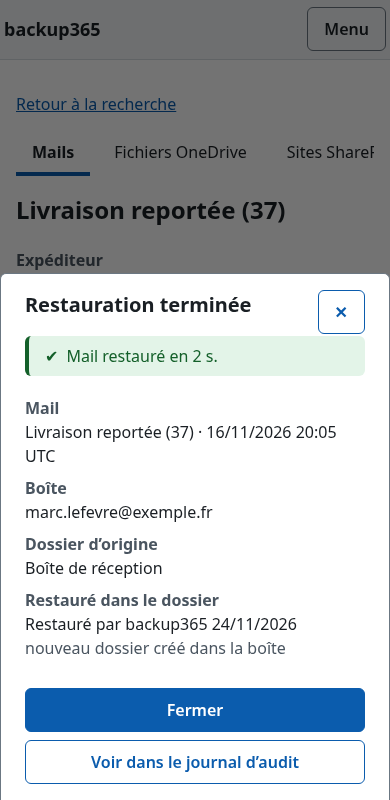 backup365
Menu
Retour à la recherche
Mails
Fichiers OneDrive
Sites Share
Livraison reportée (37)
Expéditeur
Restauration terminée
×
✔ Mail restauré en 2 s.
Mail
Livraison reportée (37) · 16/11/2026 20:05
UTC
Boîte
marc.lefevre@exemple.fr
Dossier d’origine
Boîte de réception
Restauré dans le dossier
Restauré par backup365 24/11/2026
nouveau dossier créé dans la boîte
Fermer
Voir dans le journal d’audit